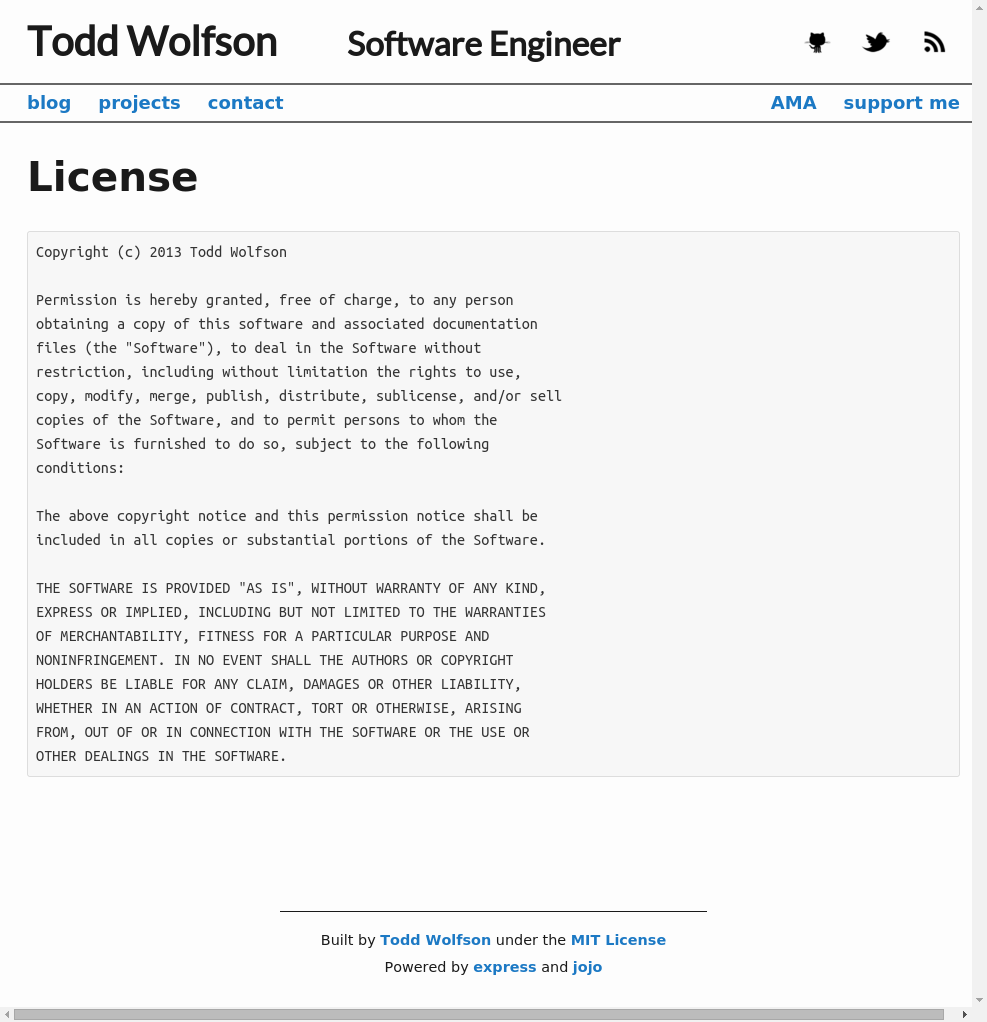 Todd Wolfson Software Engineer
blog projects contact AMA support me
License
Copyright (c) 2013 Todd Wolfson
Permission is hereby granted, free of charge, to any person
obtaining a copy of this software and associated documentation
files (the "Software"), to deal in the Software without
restriction, including without limitation the rights to use,
copy, modify, merge, publish, distribute, sublicense, and/or sell
copies of the Software, and to permit persons to whom the
Software is furnished to do so, subject to the following
conditions:
The above copyright notice and this permission notice shall be
included in all copies or substantial portions of the Software.
THE SOFTWARE IS PROVIDED "AS IS", WITHOUT WARRANTY OF ANY KIND,
EXPRESS OR IMPLIED, INCLUDING BUT NOT LIMITED TO THE WARRANTIES
OF MERCHANTABILITY, FITNESS FOR A PARTICULAR PURPOSE AND
NONINFRINGEMENT. IN NO EVENT SHALL THE AUTHORS OR COPYRIGHT
HOLDERS BE LIABLE FOR ANY CLAIM, DAMAGES OR OTHER LIABILITY,
WHETHER IN AN ACTION OF CONTRACT, TORT OR OTHERWISE, ARISING
FROM, OUT OF OR IN CONNECTION WITH THE SOFTWARE OR THE USE OR
OTHER DEALINGS IN THE SOFTWARE.
Built by Todd Wolfson under the MIT License
Powered by express and jojo